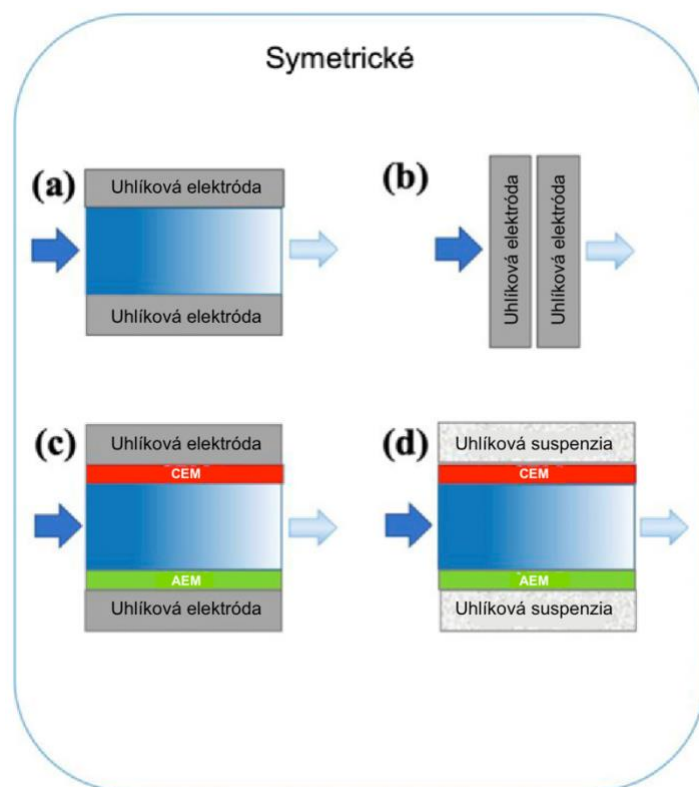 Symetrické
(a)
Uhlíková elektróda
Uhlíková elektróda
(b)
Uhlíková elektróda
Uhlíková elektróda
(c)
Uhlíková elektróda
CEM
AEM
Uhlíková elektróda
(d)
Uhlíková suspenzia
CEM
AEM
Uhlíková suspenzia